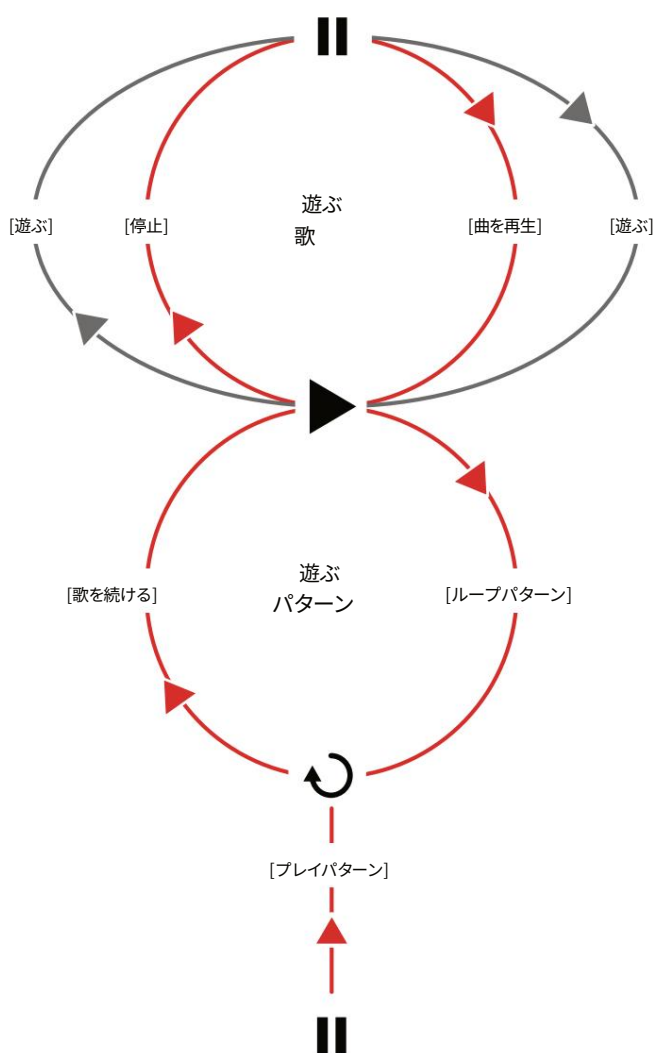 遊ぶ
歌
[遊ぶ]
[停止]
[曲を再生]
[遊ぶ]
遊ぶ
パターン
[歌を続ける]
[ループパターン]
[プレイパターン]